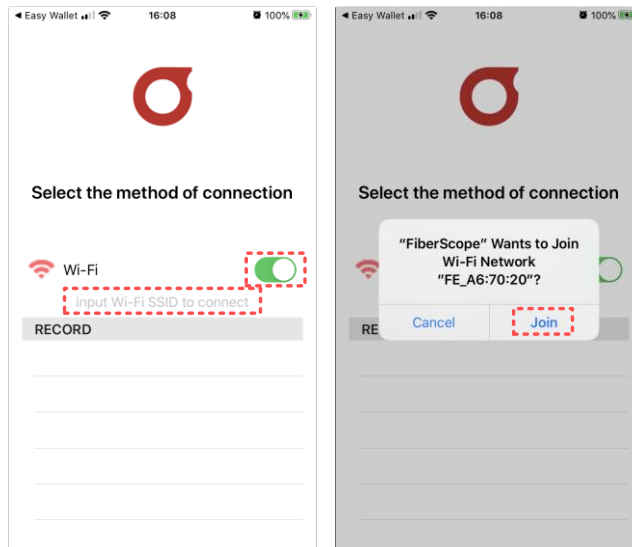 Easy Wallet 16:08 100%
Select the method of connection
Wi-Fi
input Wi-Fi SSID to connect
RECORD
Easy Wallet 16:08 100%
Select the method of connection
"FiberScope" Wants to Join
Wi-Fi Network
"FE_A6:70:20"?
Cancel Join
RE